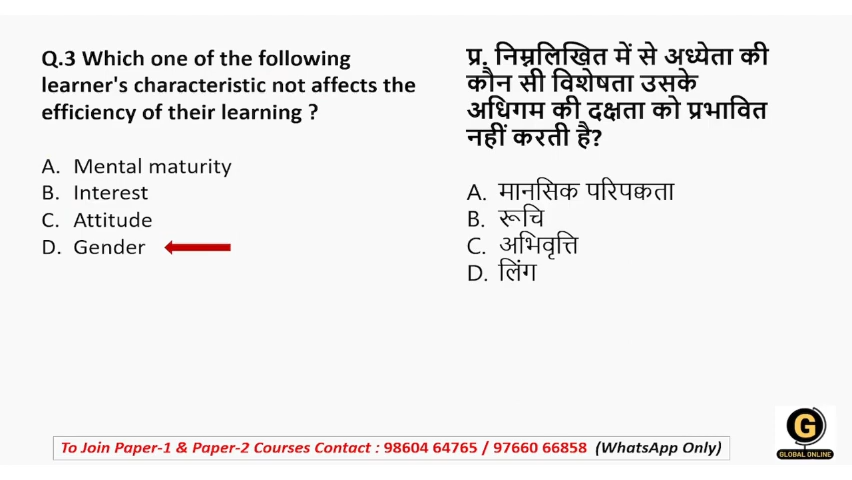 Q.3 Which one of the following
learner's characteristic not affects the
efficiency of their learning ?
A. Mental maturity
B. Interest
C. Attitude
D. Gender
प्र. निम्नलिखित में से अध्येता की
कौन सी विशेषता उसके
अधिगम की दक्षता को प्रभावित
नहीं करती है?
A. मानसिक परिपक्वता
B. रूचि
C. अभिवृत्ति
D. लिंग
To Join Paper-1 & Paper-2 Courses Contact : 98604 64765 / 97660 66858 (WhatsApp Only)
G
GLOBAL ONLINE